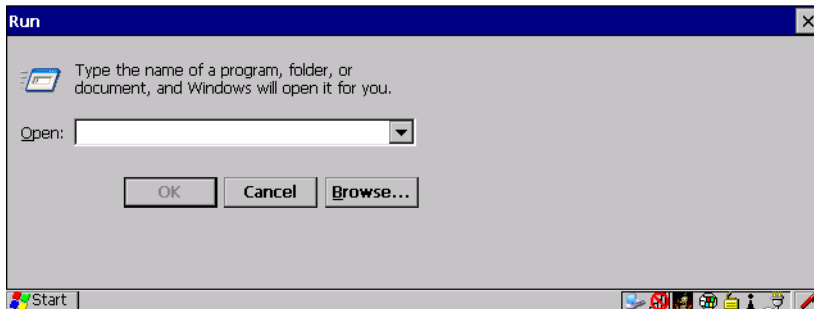 Run
Type the name of a program, folder, or
document, and Windows will open it for you.
Open:
OK Cancel Browse...
Start